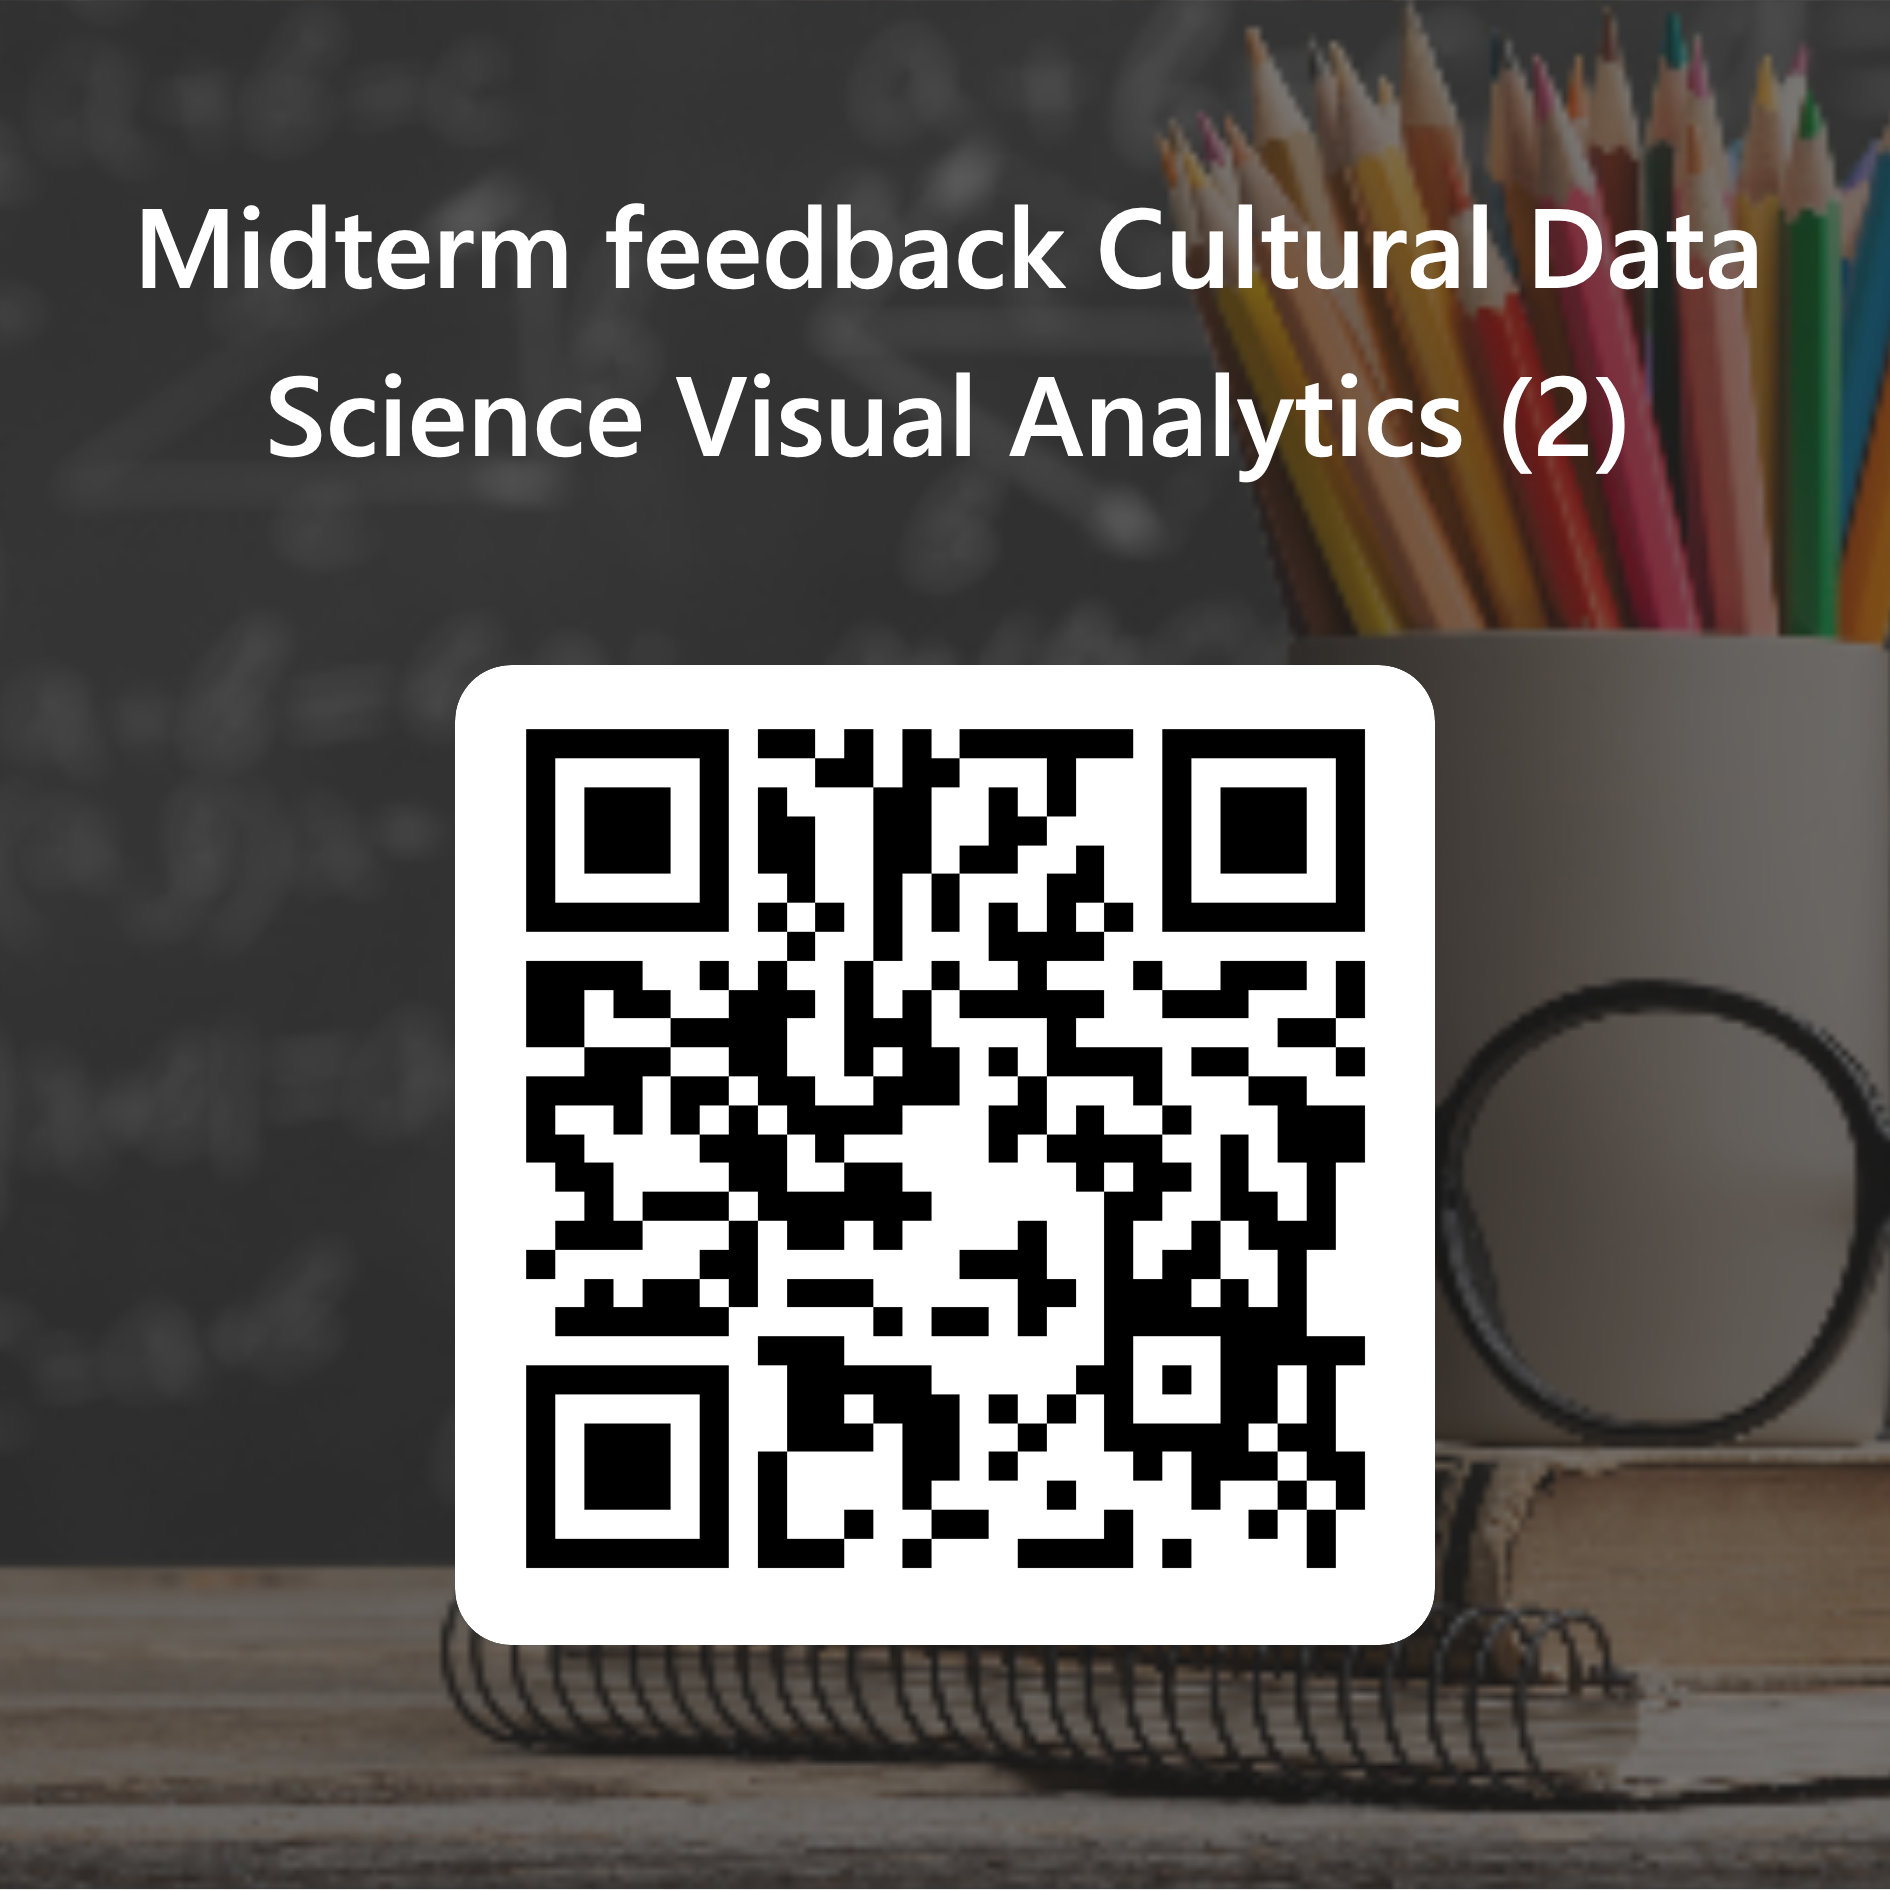 Midterm feedback Cultural Data
Science Visual Analytics (2)